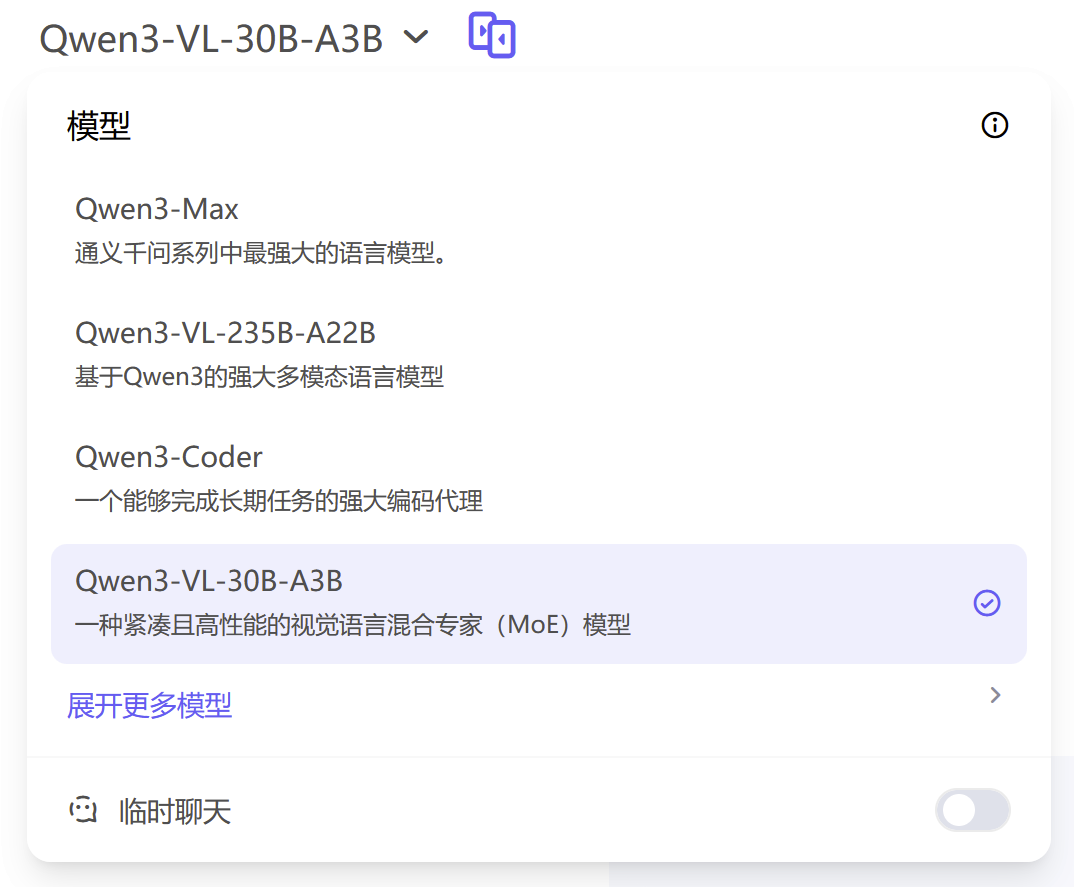 Qwen3-VL-30B-A3B
模型
Qwen3-Max
通义千问系列中最强大的语言模型。
Qwen3-VL-235B-A22B
基于Qwen3的强大多模态语言模型
Qwen3-Coder
一个能够完成长期任务的强大编码代理
Qwen3-VL-30B-A3B
一种紧凑且高性能的视觉语言混合专家（MoE）模型
展开更多模型
临时聊天